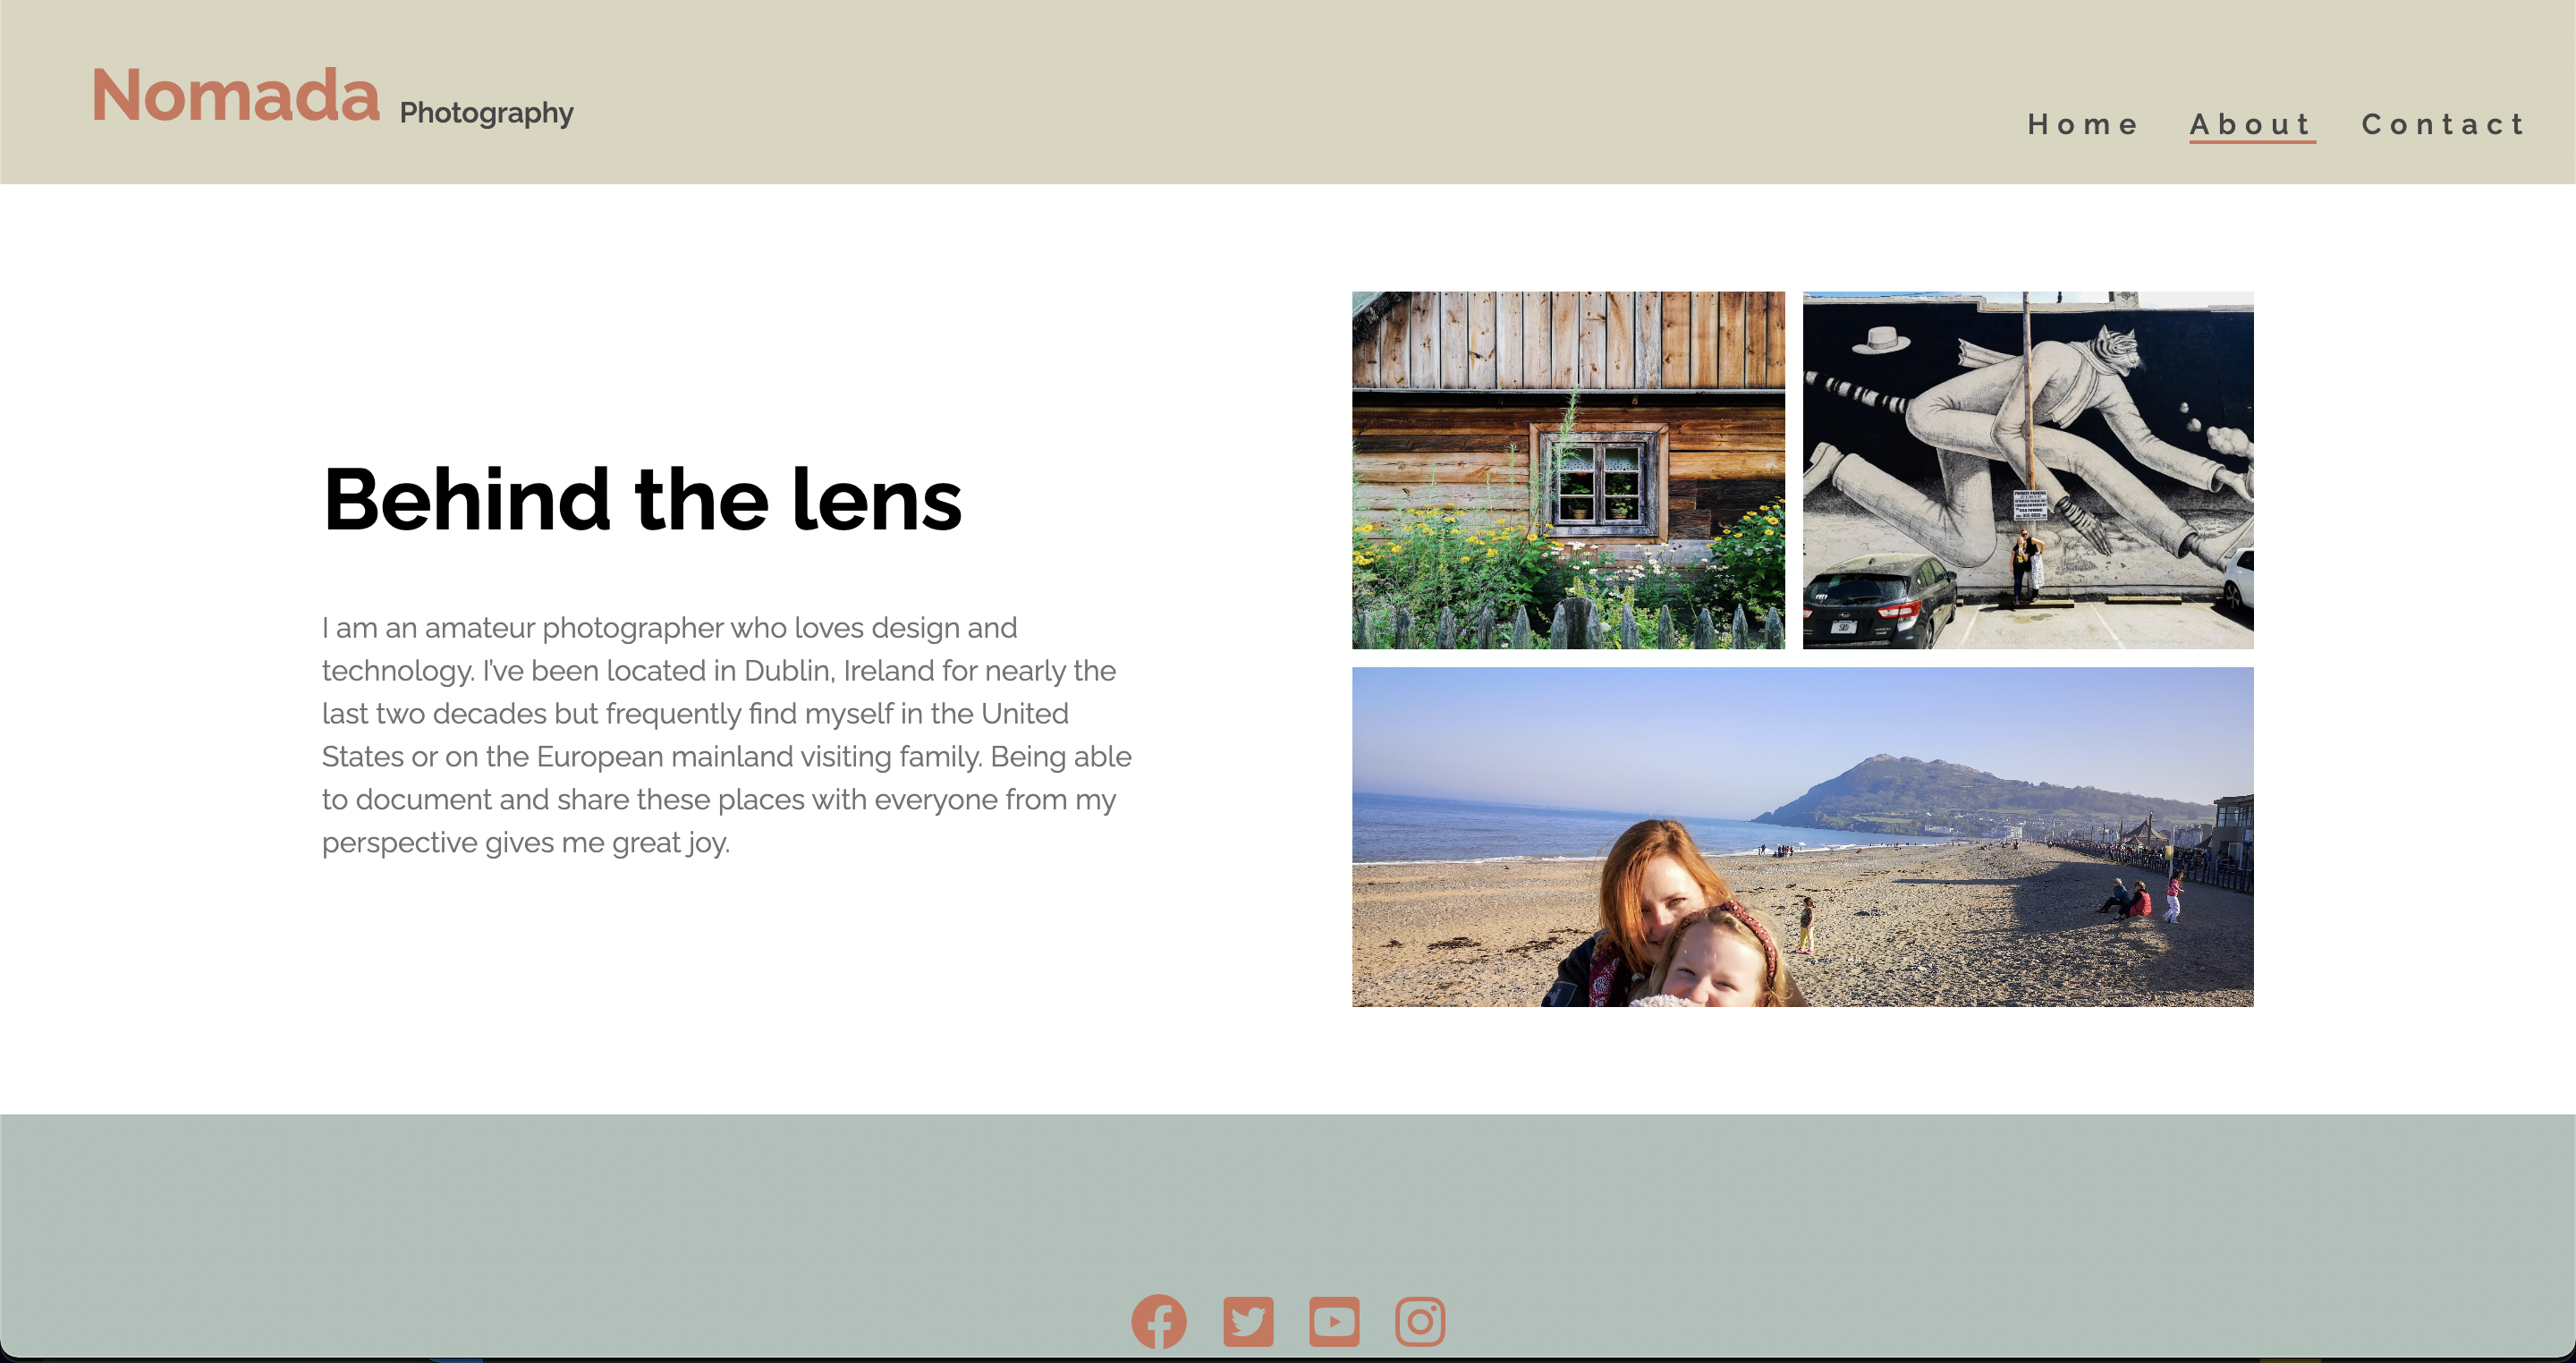 Nomada Photography
Home About Contact
Behind the lens
I am an amateur photographer who loves design and
technology. I've been located in Dublin, Ireland for nearly the
last two decades but frequently find myself in the United
States or on the European mainland visiting family. Being able
to document and share these places with everyone from my
perspective gives me great joy.
PRIVATE PARKING